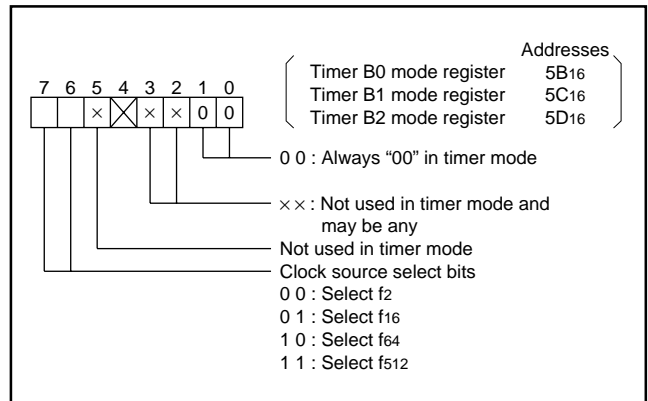 Addresses
Timer B0 mode register 5B16
Timer B1 mode register 5C16
Timer B2 mode register 5D16
7 6 5 4 3 2 1 0
× × × 0 0
0 0 : Always “00” in timer mode
×× : Not used in timer mode and
may be any
Not used in timer mode
Clock source select bits
0 0 : Select f2
0 1 : Select f16
1 0 : Select f64
1 1 : Select f512